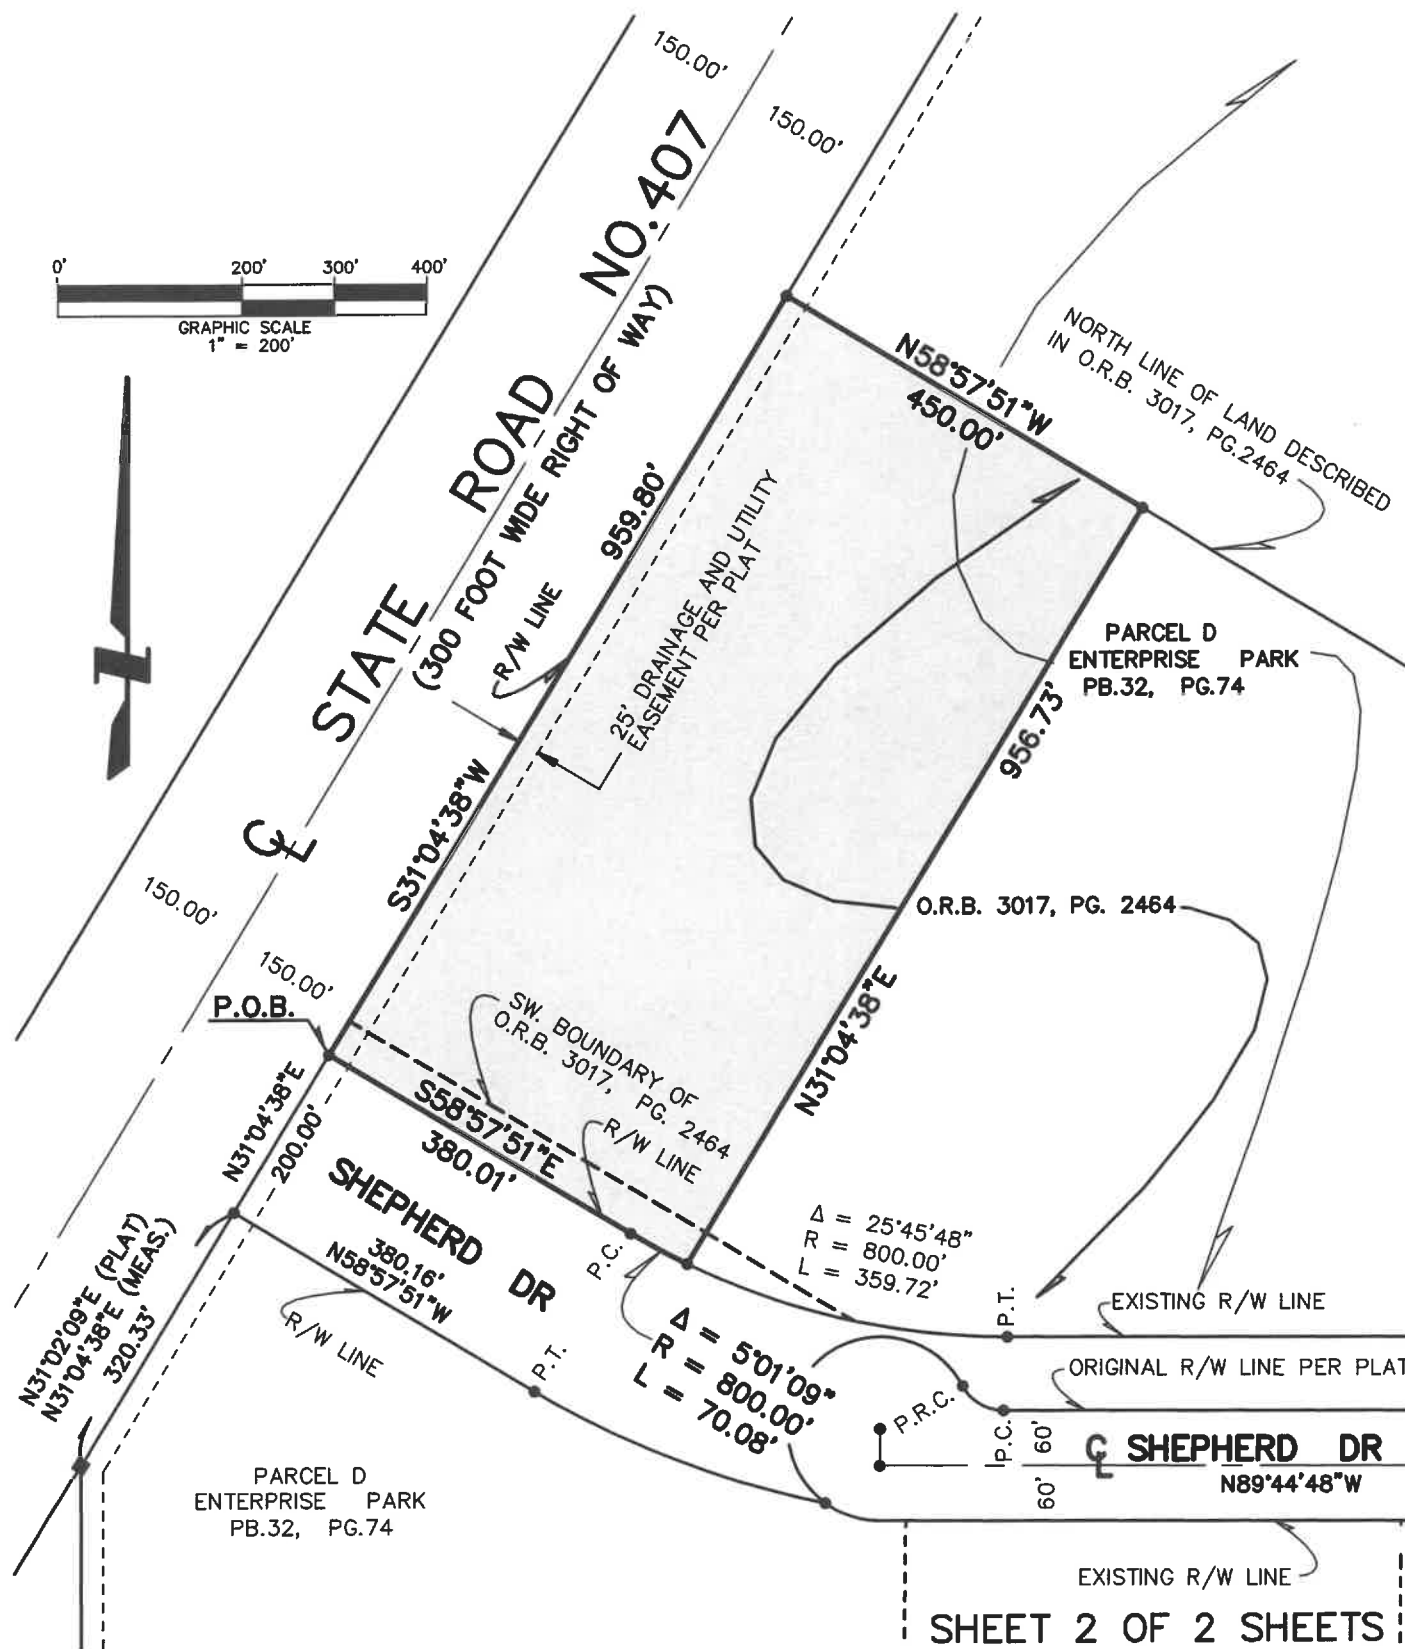 150.00'
150.00'
STATE ROAD NO.407
(300 FOOT WIDE RIGHT OF WAY)
0' 200' 300' 400'
GRAPHIC SCALE
1" = 200'
N
N58°57'51"W
450.00'
NORTH LINE OF LAND DESCRIBED
IN O.R.B. 3017, PG.2464
959.80'
R/W LINE
25' DRAINAGE AND UTILITY
EASEMENT PER PLAT
PARCEL D
ENTERPRISE PARK
PB.32, PG.74
956.73'
S31°04'38"W
CL
150.00'
150.00'
O.R.B. 3017, PG. 2464
N31°04'38"E
P.O.B.
SW. BOUNDARY OF
O.R.B. 3017, PG. 2464
R/W LINE
S58°57'51"E
380.01'
N31°04'38"E
200.00'
SHEPHERD DR
380.16'
N58°57'51"W
R/W LINE
P.C.
P.T.
Δ = 25°45'48"
R = 800.00'
L = 359.72'
Δ = 5°01'09"
R = 800.00'
L = 70.08'
N31°02'09"E (PLAT)
N31°04'38"E (MEAS.)
320.33'
P.T.
EXISTING R/W LINE
ORIGINAL R/W LINE PER PLAT
P.R.C.
P.C.
60'
60'
CL SHEPHERD DR
N89°44'48"W
PARCEL D
ENTERPRISE PARK
PB.32, PG.74
EXISTING R/W LINE
SHEET 2 OF 2 SHEETS